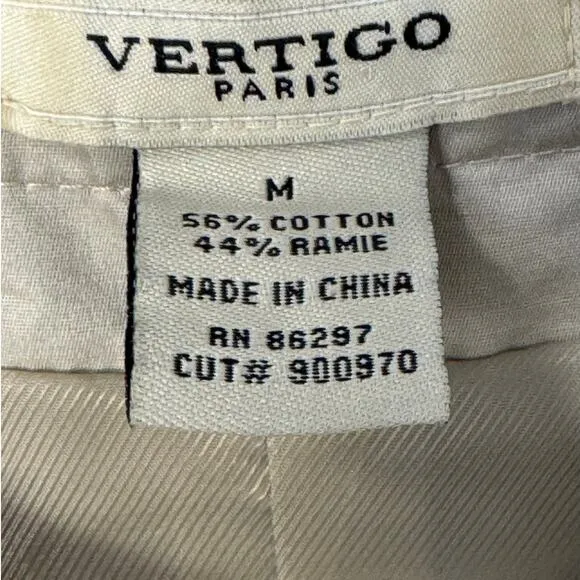 VERTIGO
PARIS
M
56% COTTON
44% RAMIE
MADE IN CHINA
RN 86297
CUT# 900970